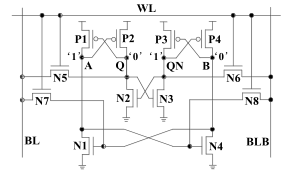 WL
P1 P2 P3 P4
'1' '0' '1' '0'
A Q QN B
N5 N6
N7 N2 N3 N8
BL BLB
N1 N4